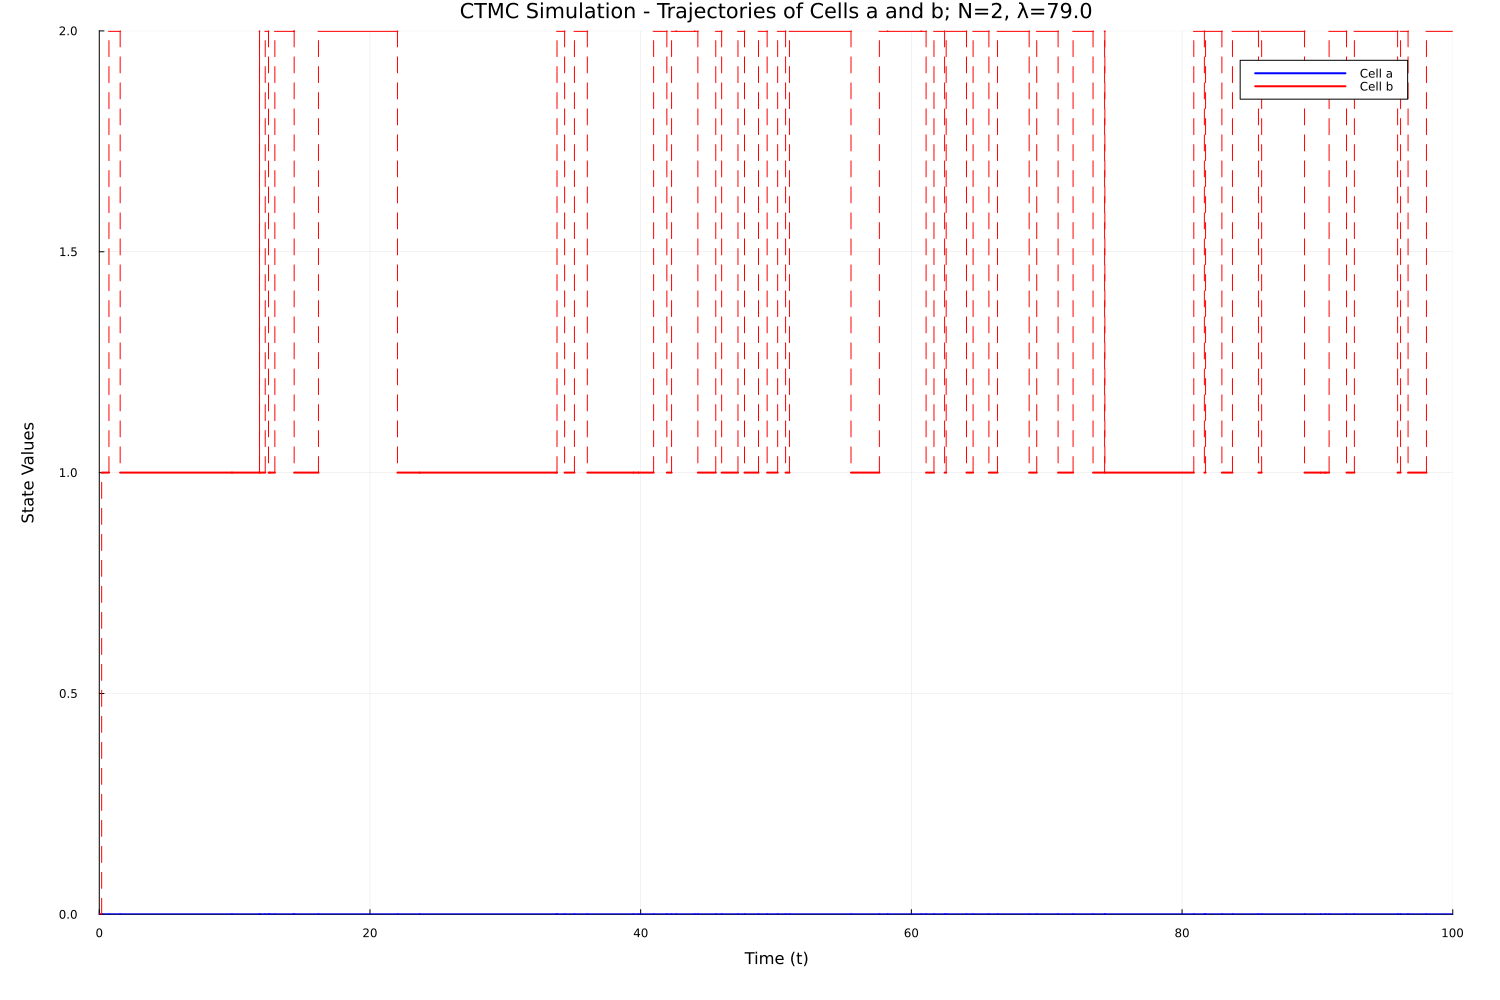 CTMC Simulation - Trajectories of Cells a and b; N=2, λ=79.0
2.0
Cell a
Cell b
1.5
1.0
State Values
0.5
0.0
0 20 40 60 80 100
Time (t)